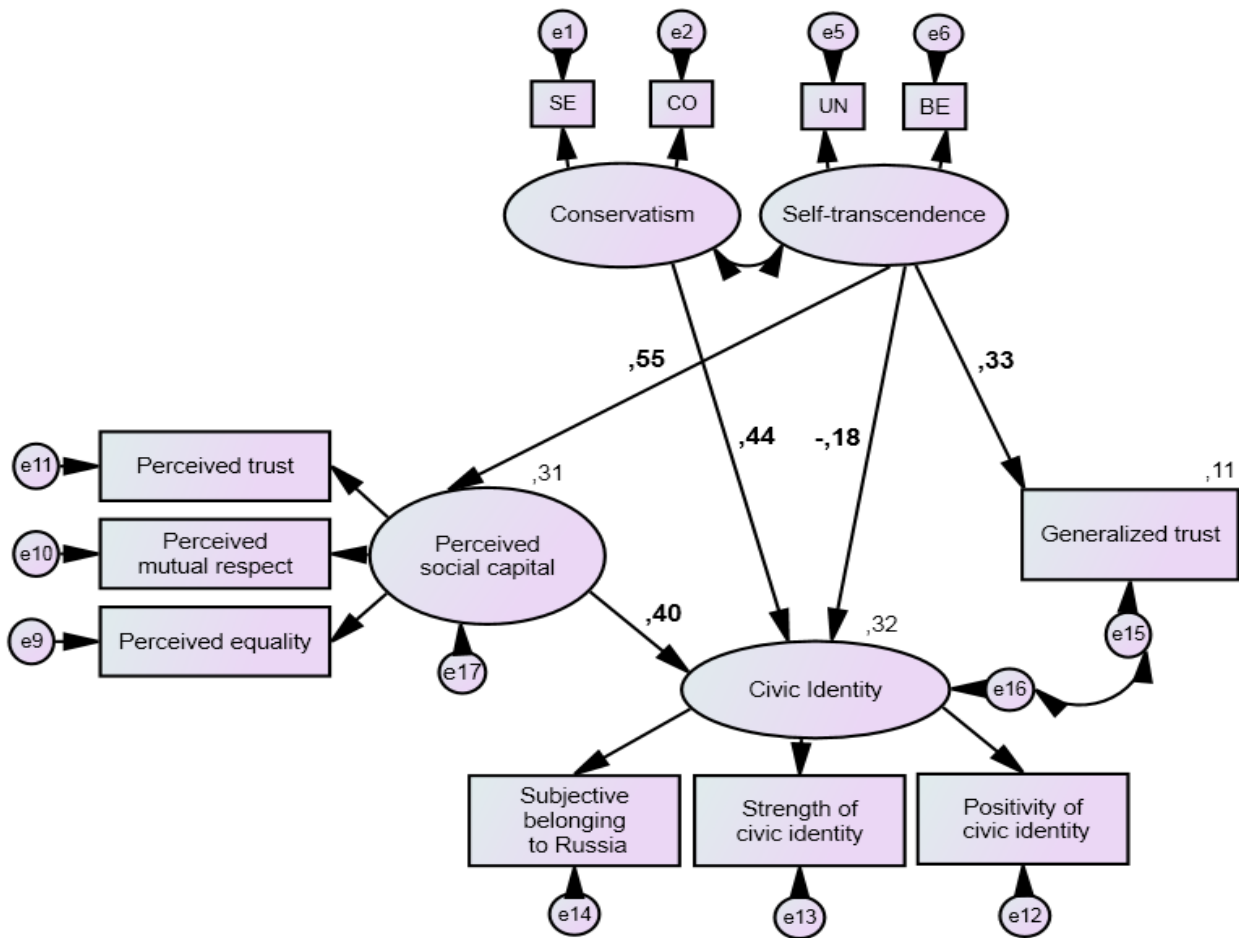 e1
e2
e5
e6
SE
CO
UN
BE
Conservatism
Self-transcendence
,55
,33
,44
-,18
e11
Perceived trust
,31
,11
e10
Perceived
mutual respect
Perceived
social capital
Generalized trust
e9
Perceived equality
,40
,32
e15
e17
Civic Identity
e16
Subjective
belonging
to Russia
Strength of
civic identity
Positivity of
civic identity
e14
e13
e12